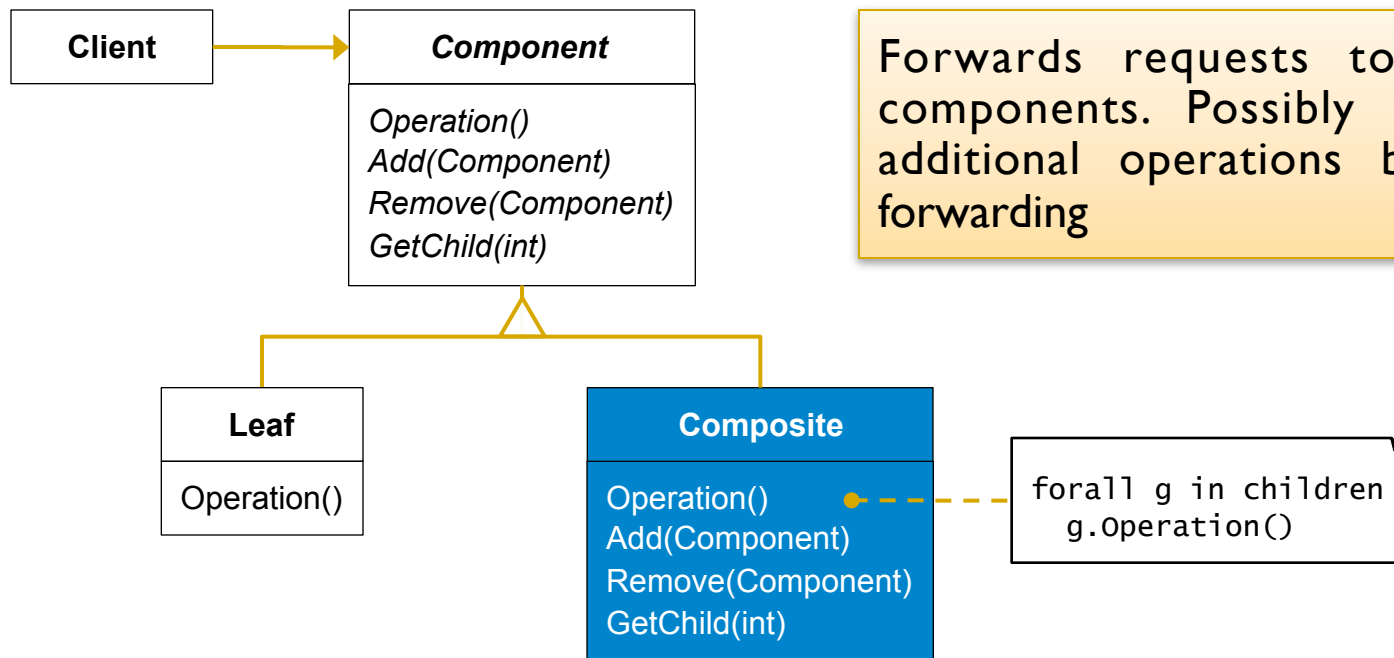 Client
Component
Operation()
Add(Component)
Remove(Component)
GetChild(int)
Forwards requests to
components. Possibly
additional operations
forwarding
Leaf
Operation()
Composite
Operation()
Add(Component)
Remove(Component)
GetChild(int)
forall g in children
g.Operation()